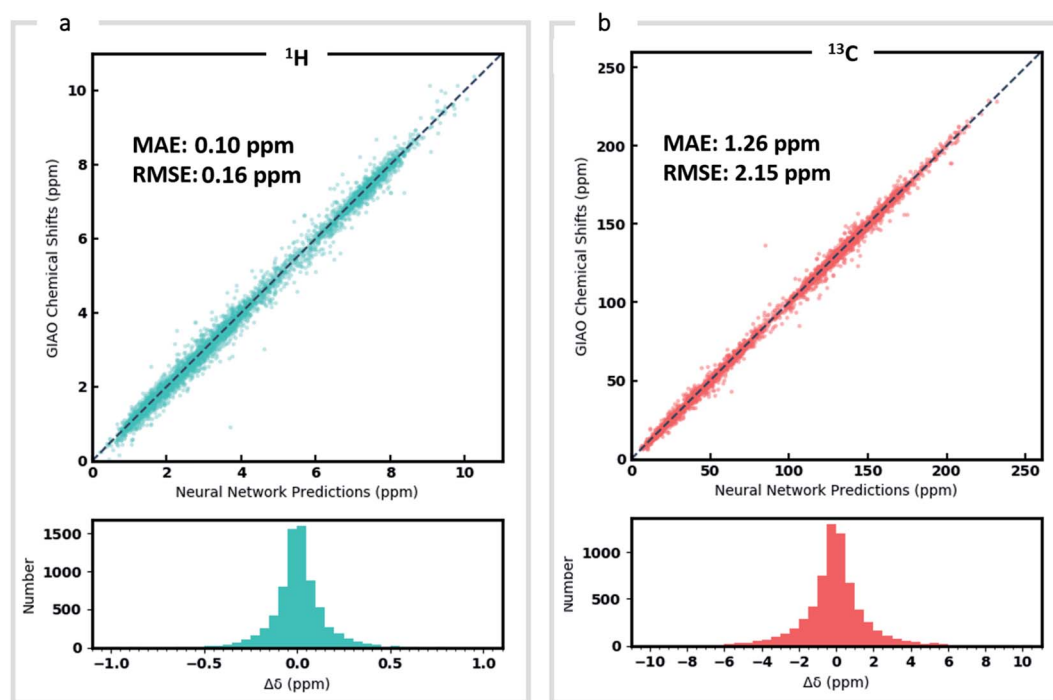 a
¹H
MAE: 0.10 ppm
RMSE: 0.16 ppm
GIAO Chemical Shifts (ppm)
10
8
6
4
2
0
0 2 4 6 8 10
Neural Network Predictions (ppm)
Number
1500
1000
500
0
−1.0 −0.5 0.0 0.5 1.0
Δδ (ppm)
b
¹³C
MAE: 1.26 ppm
RMSE: 2.15 ppm
GIAO Chemical Shifts (ppm)
250
200
150
100
50
0
0 50 100 150 200 250
Neural Network Predictions (ppm)
Number
1000
500
0
−10 −8 −6 −4 −2 0 2 4 6 8 10
Δδ (ppm)